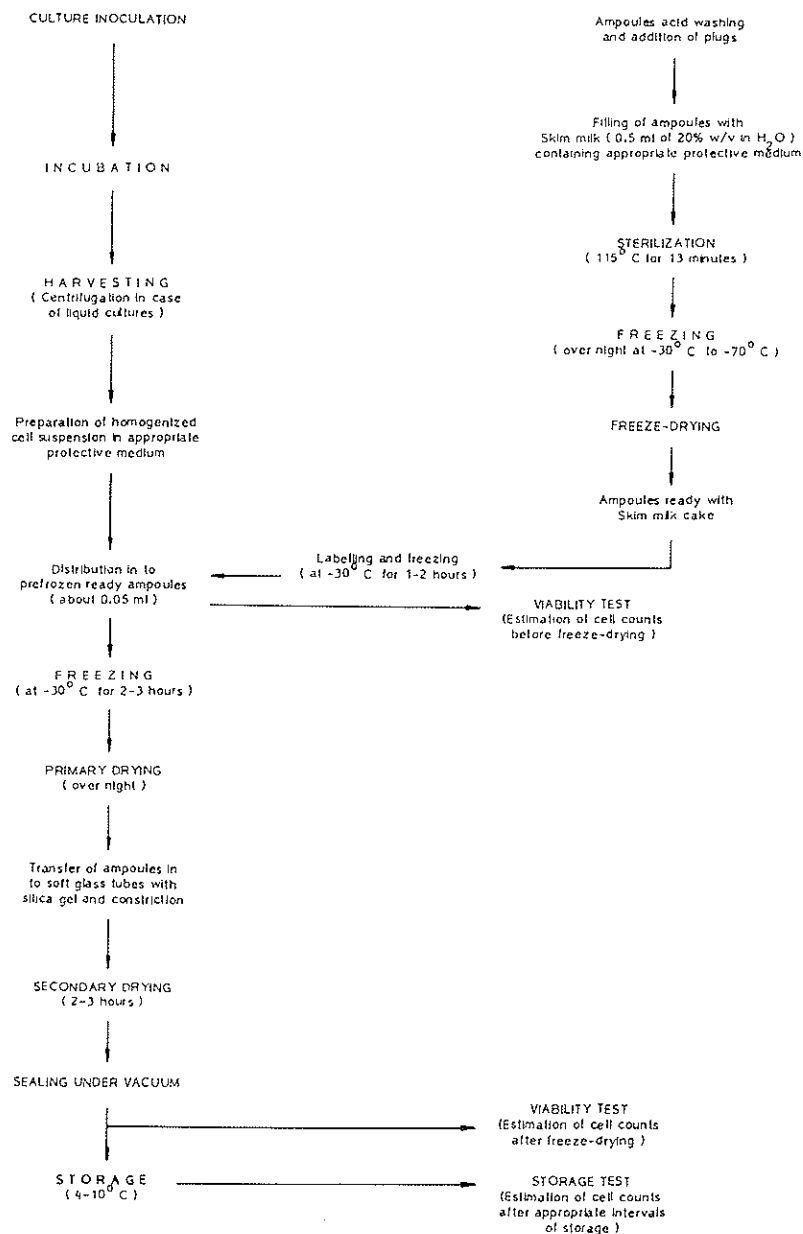 CULTURE INOCULATION
INCUBATION
HARVESTING
( Centrifugation in case
of liquid cultures )
Preparation of homogenized
cell suspension in appropriate
protective medium
Distribution in to
prefrozen ready ampoules
( about 0.05 ml )
FREEZING
( at -30° C for 2-3 hours )
PRIMARY DRYING
( over night )
Transfer of ampoules in
to soft glass tubes with
silica gel and constriction
SECONDARY DRYING
( 2-3 hours )
SEALING UNDER VACUUM
STORAGE
( 4-10° C )
Ampoules acid washing
and addition of plugs
Filling of ampoules with
Skim milk ( 0.5 ml of 20% w/v in H₂O )
containing appropriate protective medium
STERILIZATION
( 115° C for 13 minutes )
FREEZING
( over night at -30° C to -70° C )
FREEZE-DRYING
Ampoules ready with
Skim milk cake
Labelling and freezing
( at -30° C for 1-2 hours )
VIABILITY TEST
(Estimation of cell counts
before freeze-drying )
VIABILITY TEST
(Estimation of cell counts
after freeze-drying )
STORAGE TEST
(Estimation of cell counts
after appropriate intervals
of storage )